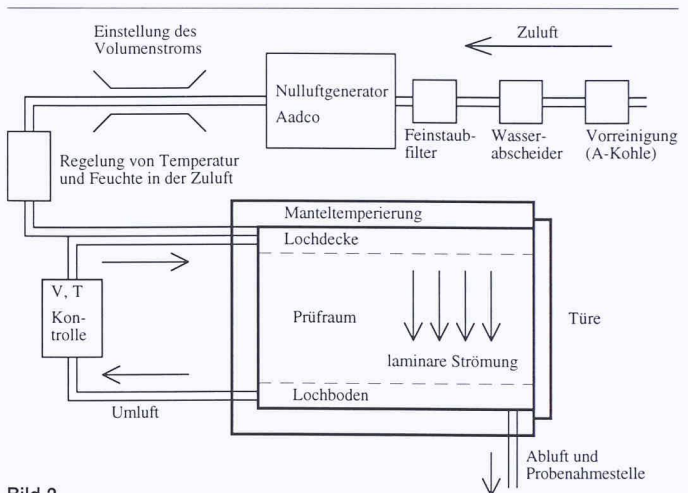 Einstellung des
Volumenstroms
Zuluft
Nulluftgenerator
Aadco
Feinstaub-
filter
Wasser-
abscheider
Vorreinigung
(A-Kohle)
Regelung von Temperatur
und Feuchte in der Zuluft
Manteltemperierung
Lochdecke
V, T
Kon-
trolle
Prüfraum
Türe
laminare Strömung
Lochboden
Umluft
Abluft und
Probenahmestelle
Bild 2